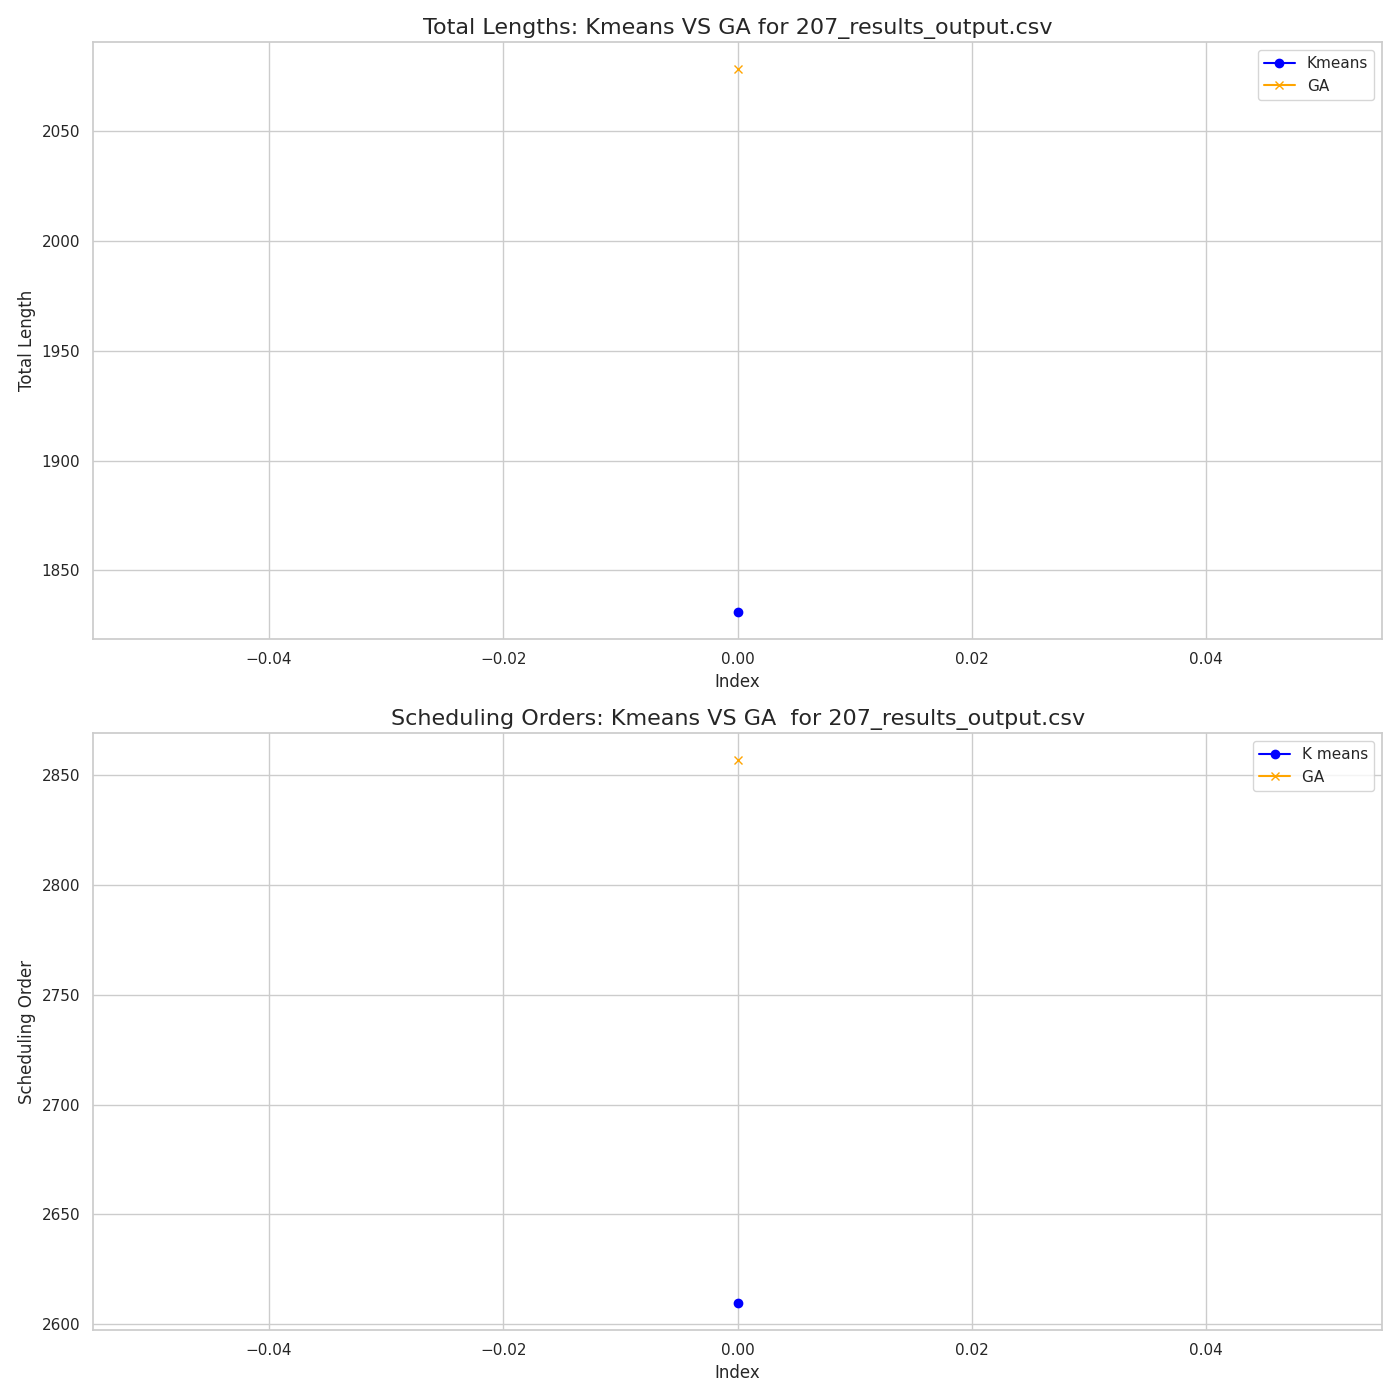 Total Lengths: Kmeans VS GA for 207_results_output.csv
Kmeans
GA
2050
2000
1950
1900
1850
Total Length
−0.04 −0.02 0.00 0.02 0.04
Index
Scheduling Orders: Kmeans VS GA  for 207_results_output.csv
K means
GA
2850
2800
2750
2700
2650
2600
Scheduling Order
−0.04 −0.02 0.00 0.02 0.04
Index